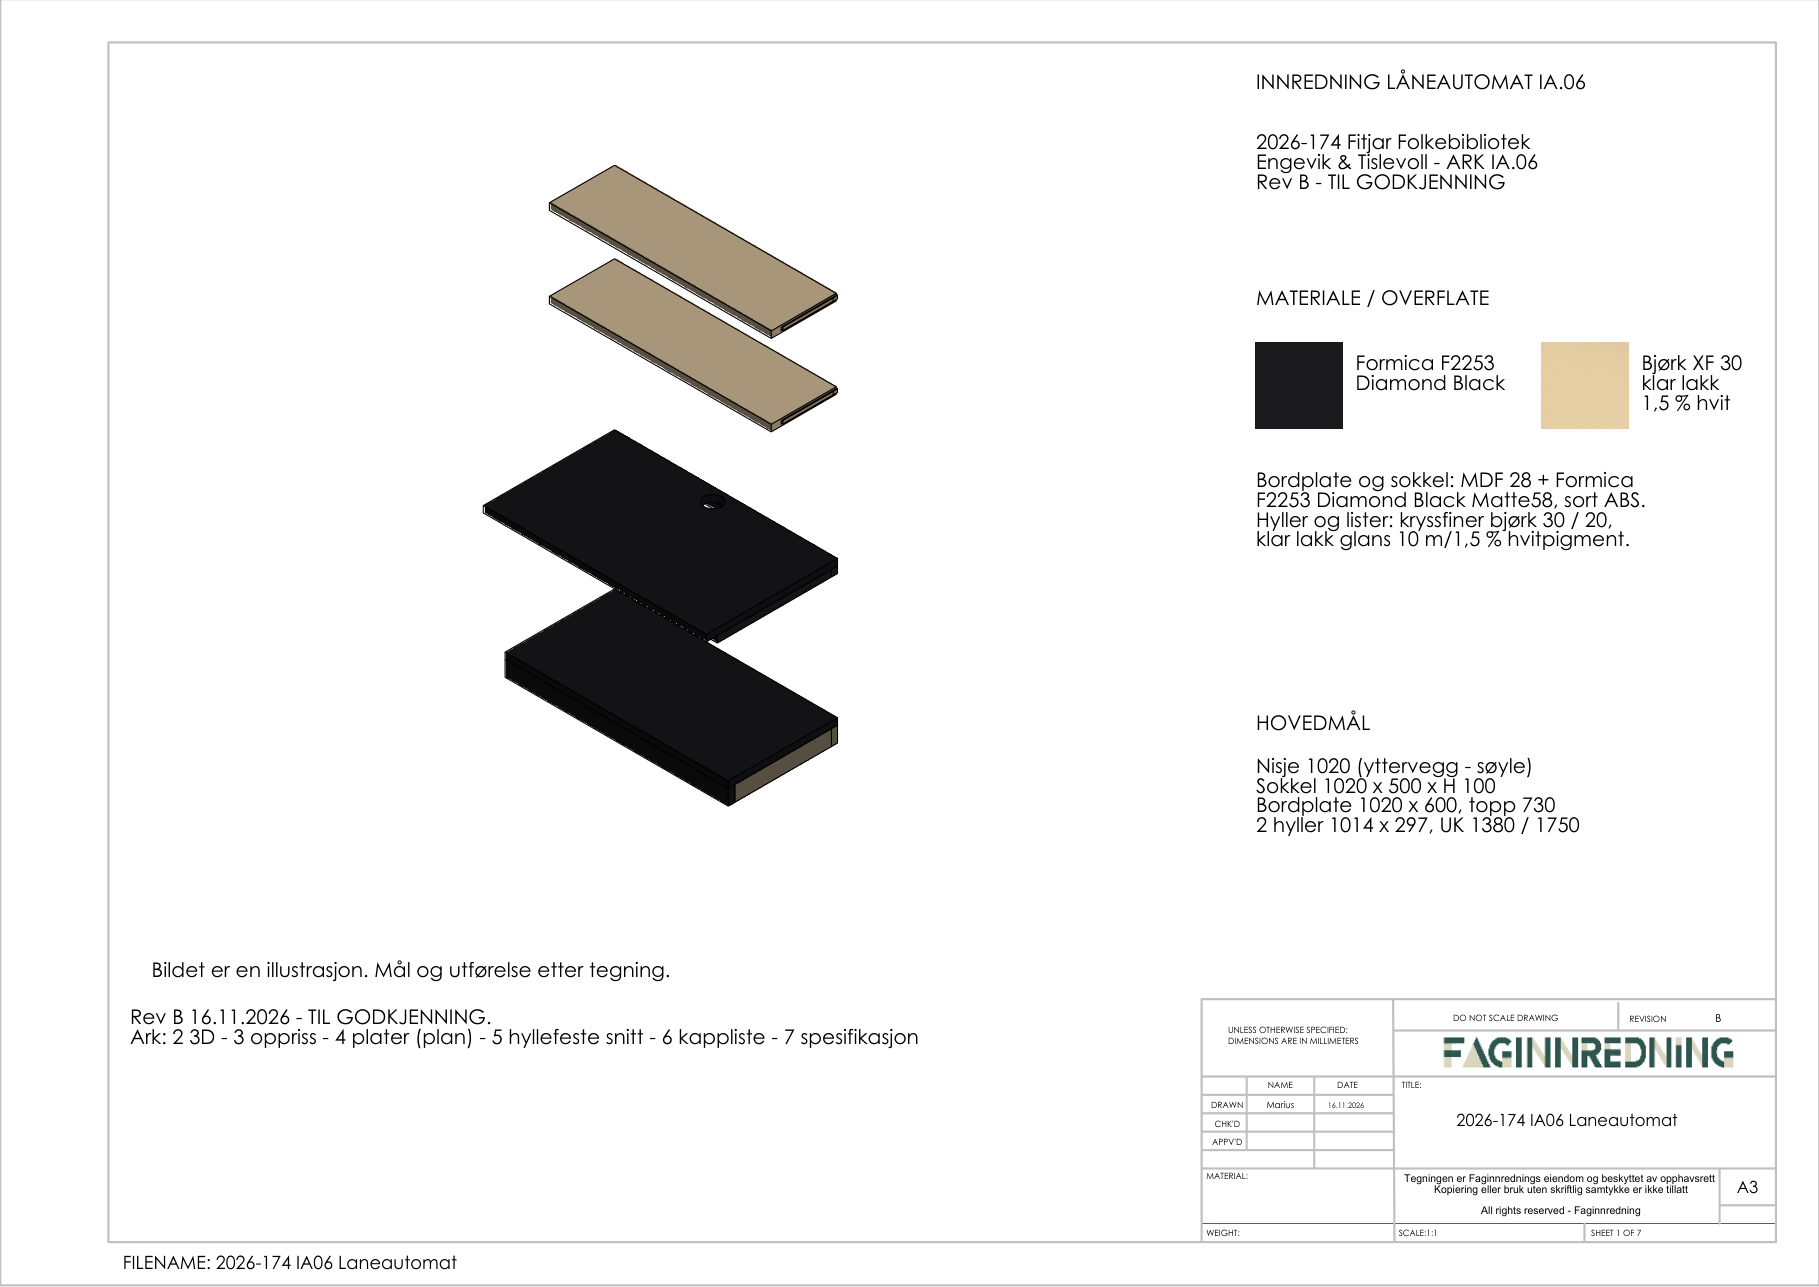 INNREDNING LÅNEAUTOMAT IA.06
2026-174 Fitjar Folkebibliotek
Engevik & Tislevoll - ARK IA.06
Rev B - TIL GODKJENNING
MATERIALE / OVERFLATE
Formica F2253
Diamond Black
Bjørk XF 30
klar lakk
1,5 % hvit
Bordplate og sokkel: MDF 28 + Formica
F2253 Diamond Black Matte58, sort ABS.
Hyller og lister: kryssfiner bjørk 30 / 20,
klar lakk glans 10 m/1,5 % hvitpigment.
HOVEDMÅL
Nisje 1020 (yttervegg - søyle)
Sokkel 1020 x 500 x H 100
Bordplate 1020 x 600, topp 730
2 hyller 1014 x 297, UK 1380 / 1750
Bildet er en illustrasjon. Mål og utførelse etter tegning.
Rev B 16.11.2026 - TIL GODKJENNING.
Ark: 2 3D - 3 oppriss - 4 plater (plan) - 5 hyllefeste snitt - 6 kappliste - 7 spesifikasjon
UNLESS OTHERWISE SPECIFIED:
DIMENSIONS ARE IN MILLIMETERS
DO NOT SCALE DRAWING
REVISION B
FAGINNREDNING
NAME DATE
DRAWN Marius 16.11.2026
CHK'D
APPV'D
TITLE:
2026-174 IA06 Laneautomat
MATERIAL:
Tegningen er Faginnrednings eiendom og beskyttet av opphavsrett
Kopiering eller bruk uten skriftlig samtykke er ikke tillatt
All rights reserved - Faginnredning
A3
WEIGHT:
SCALE:1:1
SHEET 1 OF 7
FILENAME: 2026-174 IA06 Laneautomat